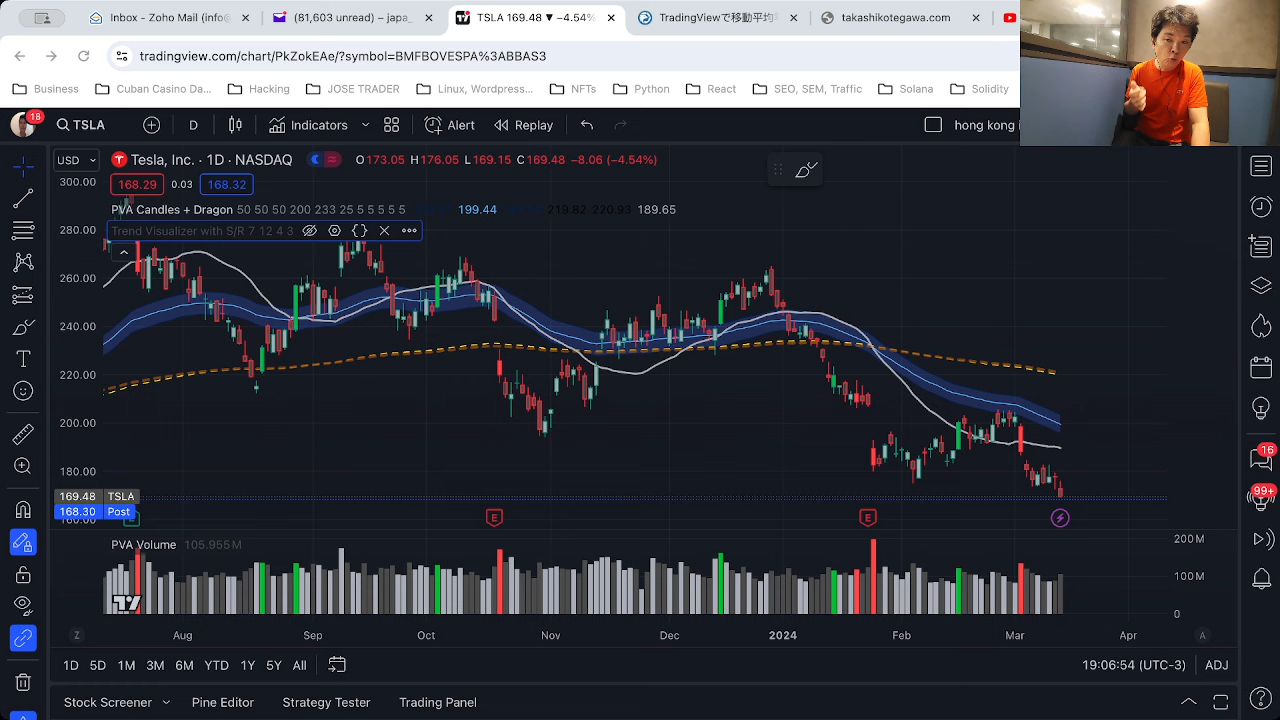 Inbox - Zoho Mail (info@
(81,603 unread) - japa_
TSLA 169.48 ▼ −4.54%
TradingViewで移動平均
takashikotegawa.com
tradingview.com/chart/PkZokEAe/?symbol=BMFBOVESPA%3ABBAS3
Business
Cuban Casino Da...
Hacking
JOSE TRADER
Linux, Wordpress...
NFTs
Python
React
SEO, SEM, Traffic
Solana
Solidity
18
TSLA
D
Indicators
Alert
Replay
hong kong
USD
Tesla, Inc. · 1D · NASDAQ
O173.05 H176.05 L169.15 C169.48 −8.06 (−4.54%)
168.29 0.03 168.32
PVA Candles + Dragon 50 50 50 200 233 25 5 5 5 5 5 199.44 219.82 220.93 189.65
Trend Visualizer with S/R 7 12 4 3
300.00
280.00
260.00
240.00
220.00
200.00
180.00
169.48 TSLA
168.30 Post
160.00
E
E
PVA Volume 105.955M
200M
100M
0
16
99+
Z
Aug
Sep
Oct
Nov
Dec
2024
Feb
Mar
Apr
A
1D 5D 1M 3M 6M YTD 1Y 5Y All
19:06:54 (UTC-3)
ADJ
Stock Screener
Pine Editor
Strategy Tester
Trading Panel